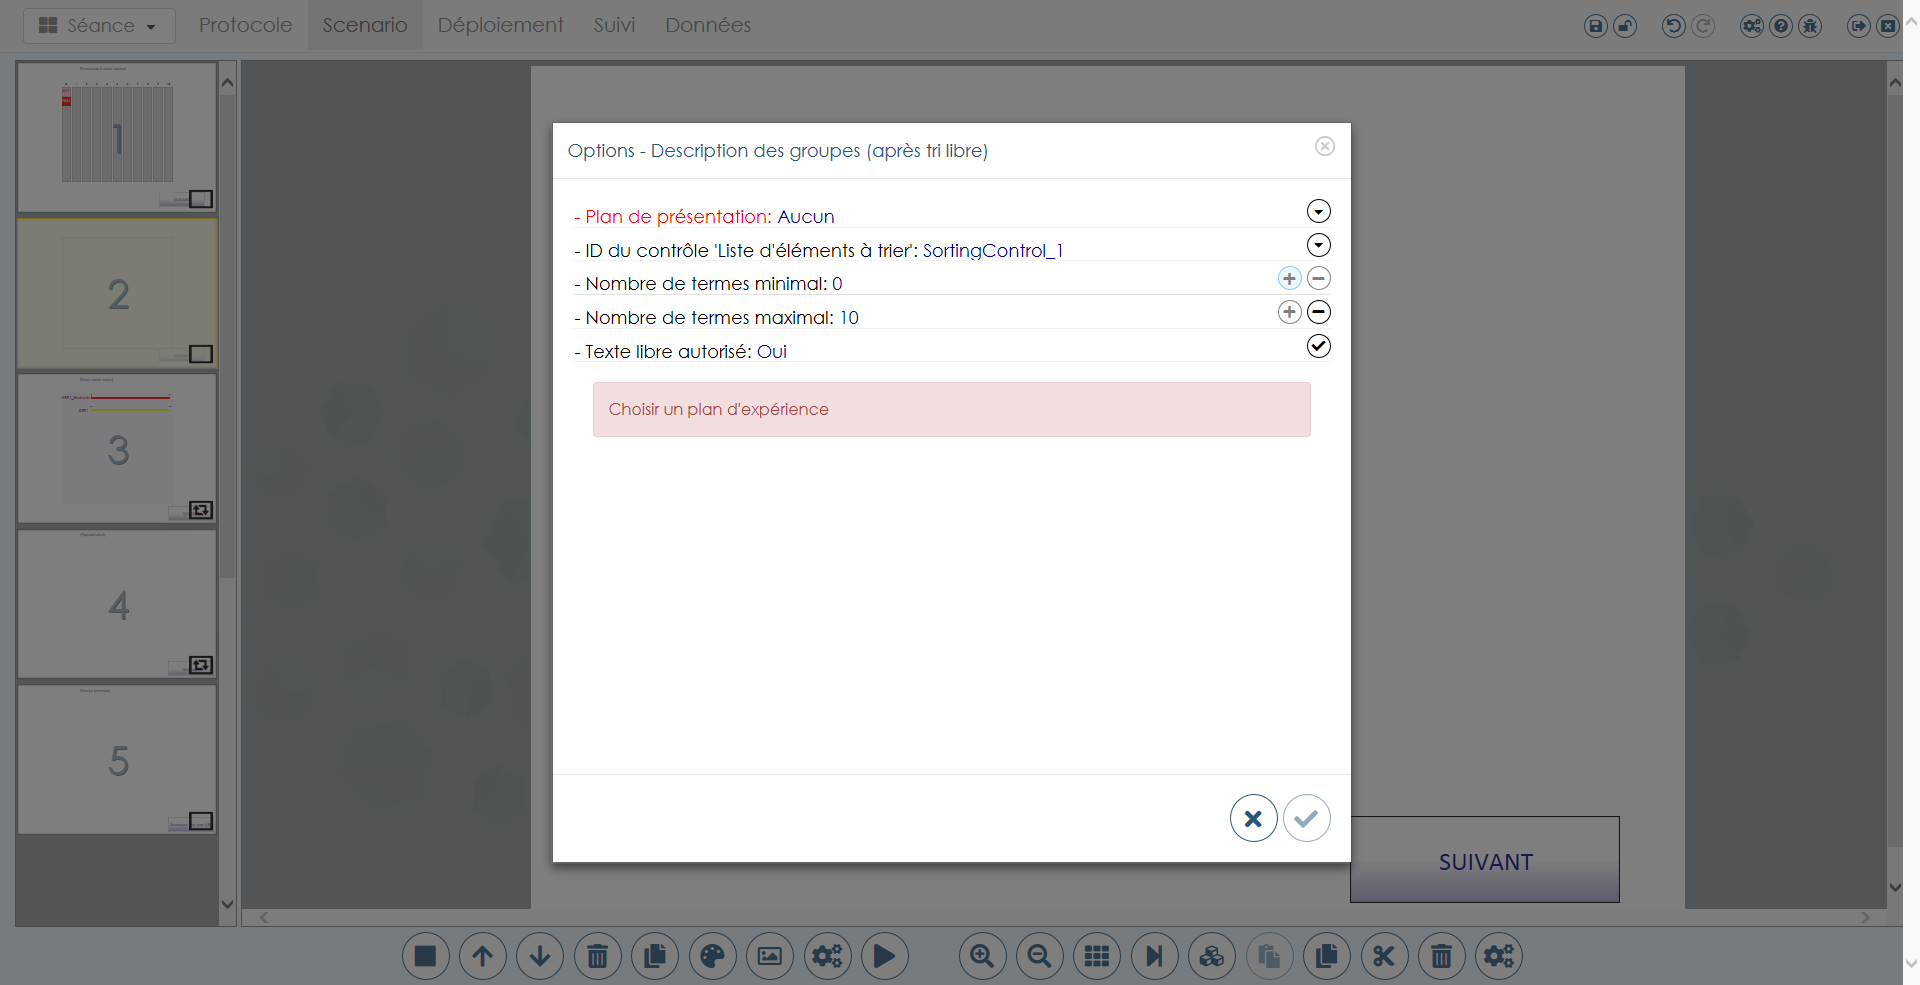 Séance
Protocole
Scenario
Déploiement
Suivi
Données
1
2
3
4
5
Options - Description des groupes (après tri libre)
- Plan de présentation: Aucun
- ID du contrôle 'Liste d'éléments à trier': SortingControl_1
- Nombre de termes minimal: 0
- Nombre de termes maximal: 10
- Texte libre autorisé: Oui
Choisir un plan d'expérience
SUIVANT